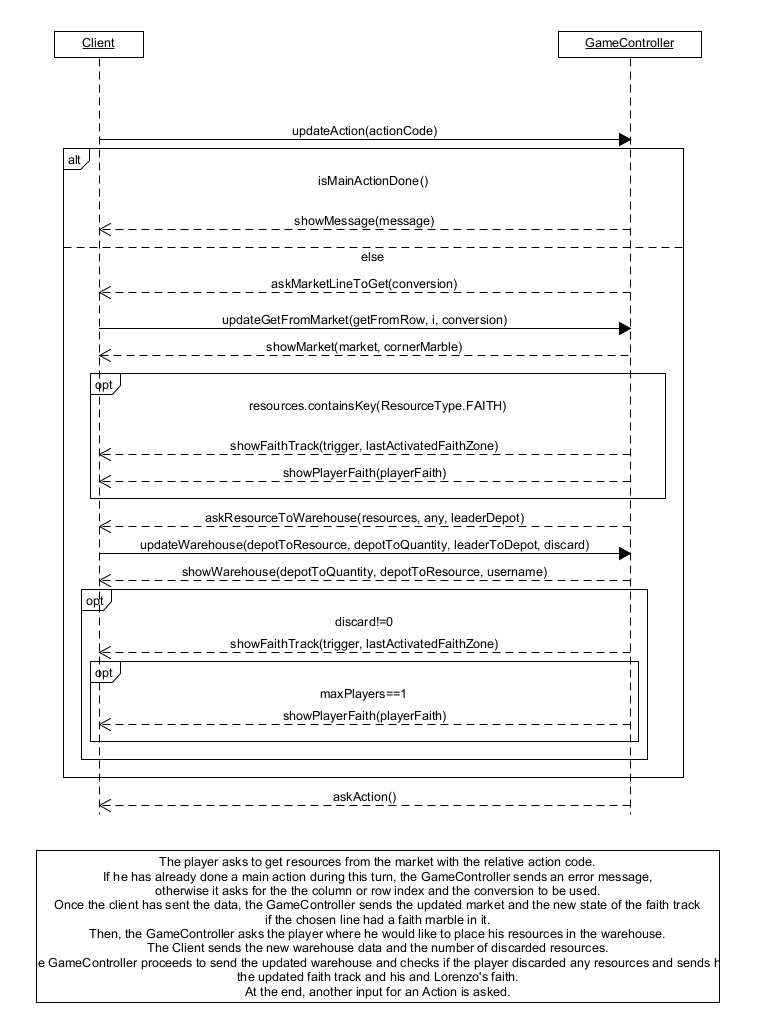 Client
GameController
updateAction(actionCode)
alt
isMainActionDone()
showMessage(message)
else
askMarketLineToGet(conversion)
updateGetFromMarket(getFromRow, i, conversion)
showMarket(market, cornerMarble)
opt
resources.containsKey(ResourceType.FAITH)
showFaithTrack(trigger, lastActivatedFaithZone)
showPlayerFaith(playerFaith)
askResourceToWarehouse(resources, any, leaderDepot)
updateWarehouse(depotToResource, depotToQuantity, leaderToDepot, discard)
showWarehouse(depotToQuantity, depotToResource, username)
opt
discard!=0
showFaithTrack(trigger, lastActivatedFaithZone)
opt
maxPlayers==1
showPlayerFaith(playerFaith)
askAction()
The player asks to get resources from the market with the relative action code.
If he has already done a main action during this turn, the GameController sends an error message,
otherwise it asks for the the column or row index and the conversion to be used.
Once the client has sent the data, the GameController sends the updated market and the new state of the faith track
if the chosen line had a faith marble in it.
Then, the GameController asks the player where he would like to place his resources in the warehouse.
The Client sends the new warehouse data and the number of discarded resources.
e GameController proceeds to send the updated warehouse and checks if the player discarded any resources and sends h
the updated faith track and his and Lorenzo's faith.
At the end, another input for an Action is asked.